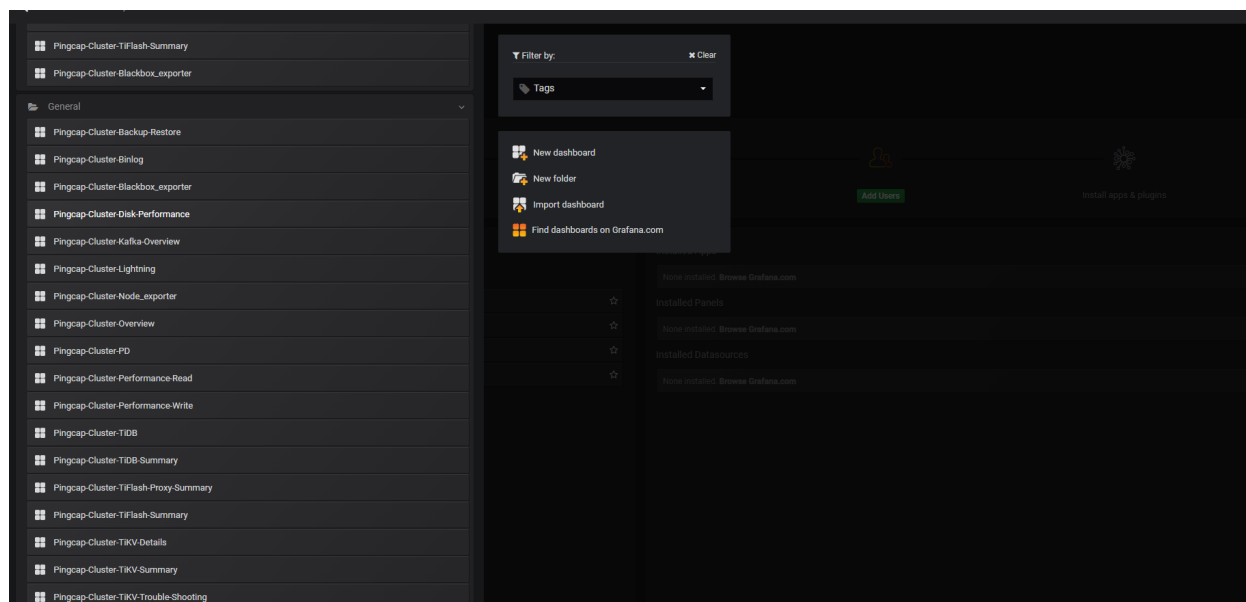 Pingcap-Cluster-TiFlash-Summary
Pingcap-Cluster-Blackbox_exporter
General
Pingcap-Cluster-Backup-Restore
Pingcap-Cluster-Binlog
Pingcap-Cluster-Blackbox_exporter
Pingcap-Cluster-Disk-Performance
Pingcap-Cluster-Kafka-Overview
Pingcap-Cluster-Lightning
Pingcap-Cluster-Node_exporter
Pingcap-Cluster-Overview
Pingcap-Cluster-PD
Pingcap-Cluster-Performance-Read
Pingcap-Cluster-Performance-Write
Pingcap-Cluster-TiDB
Pingcap-Cluster-TiDB-Summary
Pingcap-Cluster-TiFlash-Proxy-Summary
Pingcap-Cluster-TiFlash-Summary
Pingcap-Cluster-TiKV-Details
Pingcap-Cluster-TiKV-Summary
Pingcap-Cluster-TiKV-Trouble-Shooting
Filter by: Clear
Tags
New dashboard
New folder
Import dashboard
Find dashboards on Grafana.com
Add Users
Install apps & plugins
None installed. Browse Grafana.com
Installed Panels
None installed. Browse Grafana.com
Installed Datasources
None installed. Browse Grafana.com